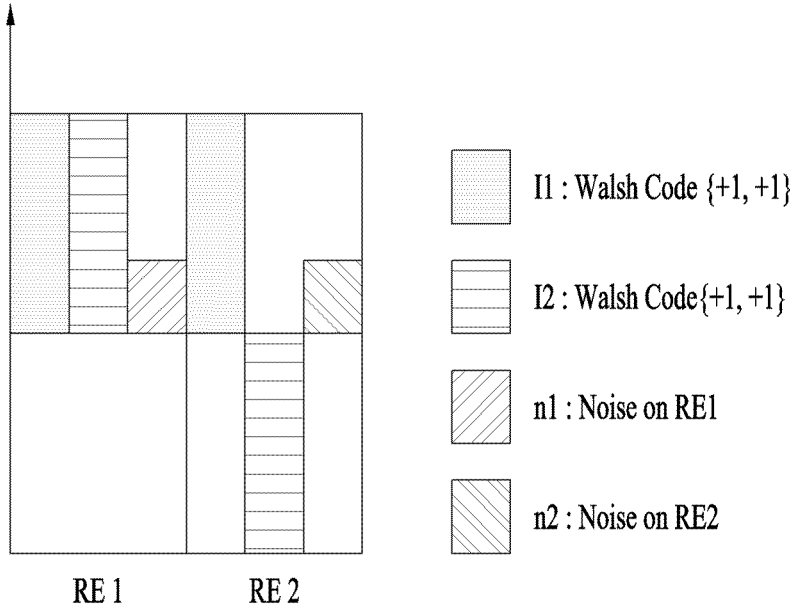 I1 : Walsh Code {+1, +1}
I2 : Walsh Code{+1, +1}
n1 : Noise on RE1
n2 : Noise on RE2
RE 1 RE 2